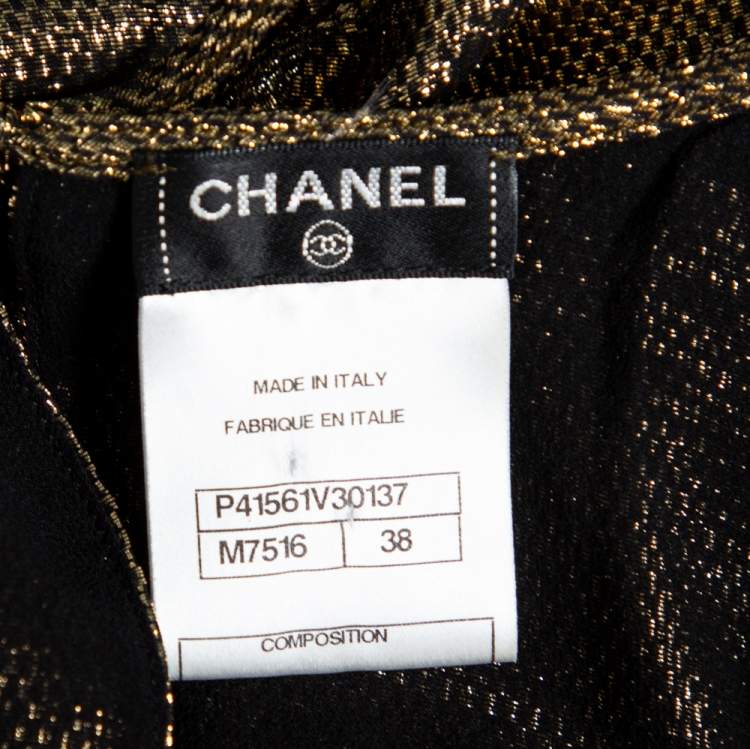 CHANEL
MADE IN ITALY
FABRIQUE EN ITALIE
P41561V30137
M7516 38
COMPOSITION